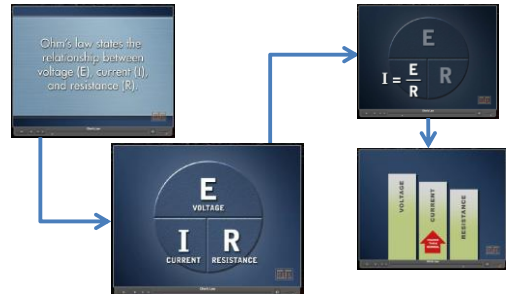 Ohm's law states the
relationship between
voltage (E), current (I),
and resistance (R).
E
VOLTAGE
I R
CURRENT RESISTANCE
E
I = E/R
R
VOLTAGE
CURRENT
RESISTANCE